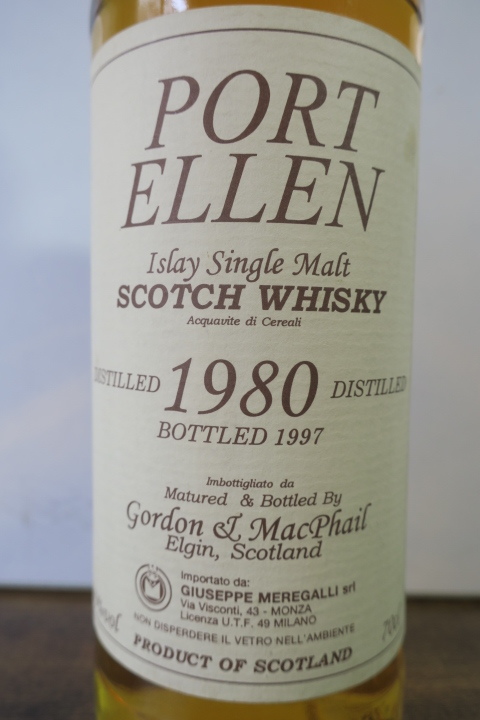 PORT
ELLEN
Islay Single Malt
SCOTCH WHISKY
Acquavite di Cereali
DISTILLED 1980 DISTILLED
BOTTLED 1997
Imbottigliato da
Matured & Bottled By
Gordon & MacPhail
Elgin, Scotland
Importato da:
GIUSEPPE MEREGALLI srl
Via Visconti, 43 - MONZA
Licenza U.T.F. 49 MILANO
NON DISPERDERE IL VETRO NELL'AMBIENTE
PRODUCT OF SCOTLAND